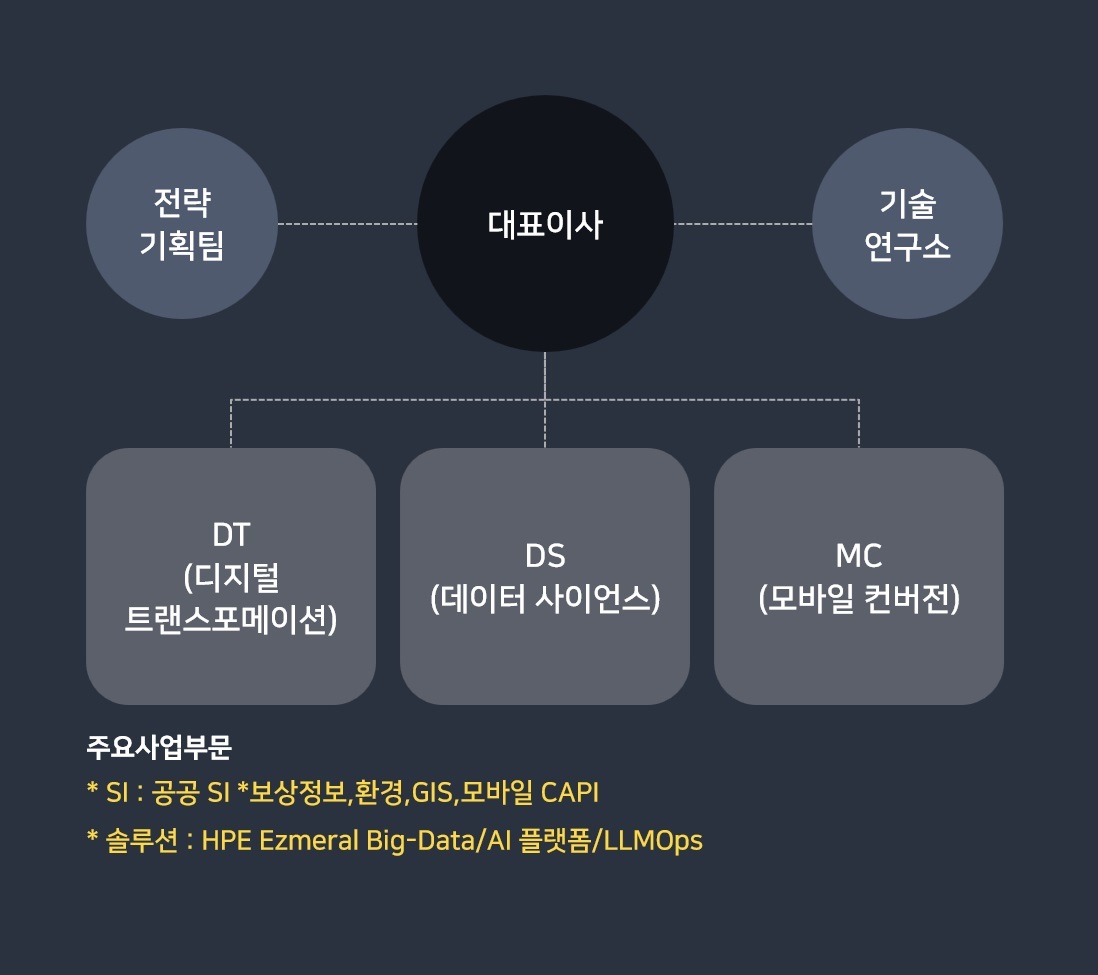 전략
기획팀
대표이사
기술
연구소
DT
(디지털
트랜스포메이션)
DS
(데이터 사이언스)
MC
(모바일 컨버전)
주요사업부문
* SI : 공공 SI *보상정보,환경,GIS,모바일 CAPI
* 솔루션 : HPE Ezmeral Big-Data/AI 플랫폼/LLMOps